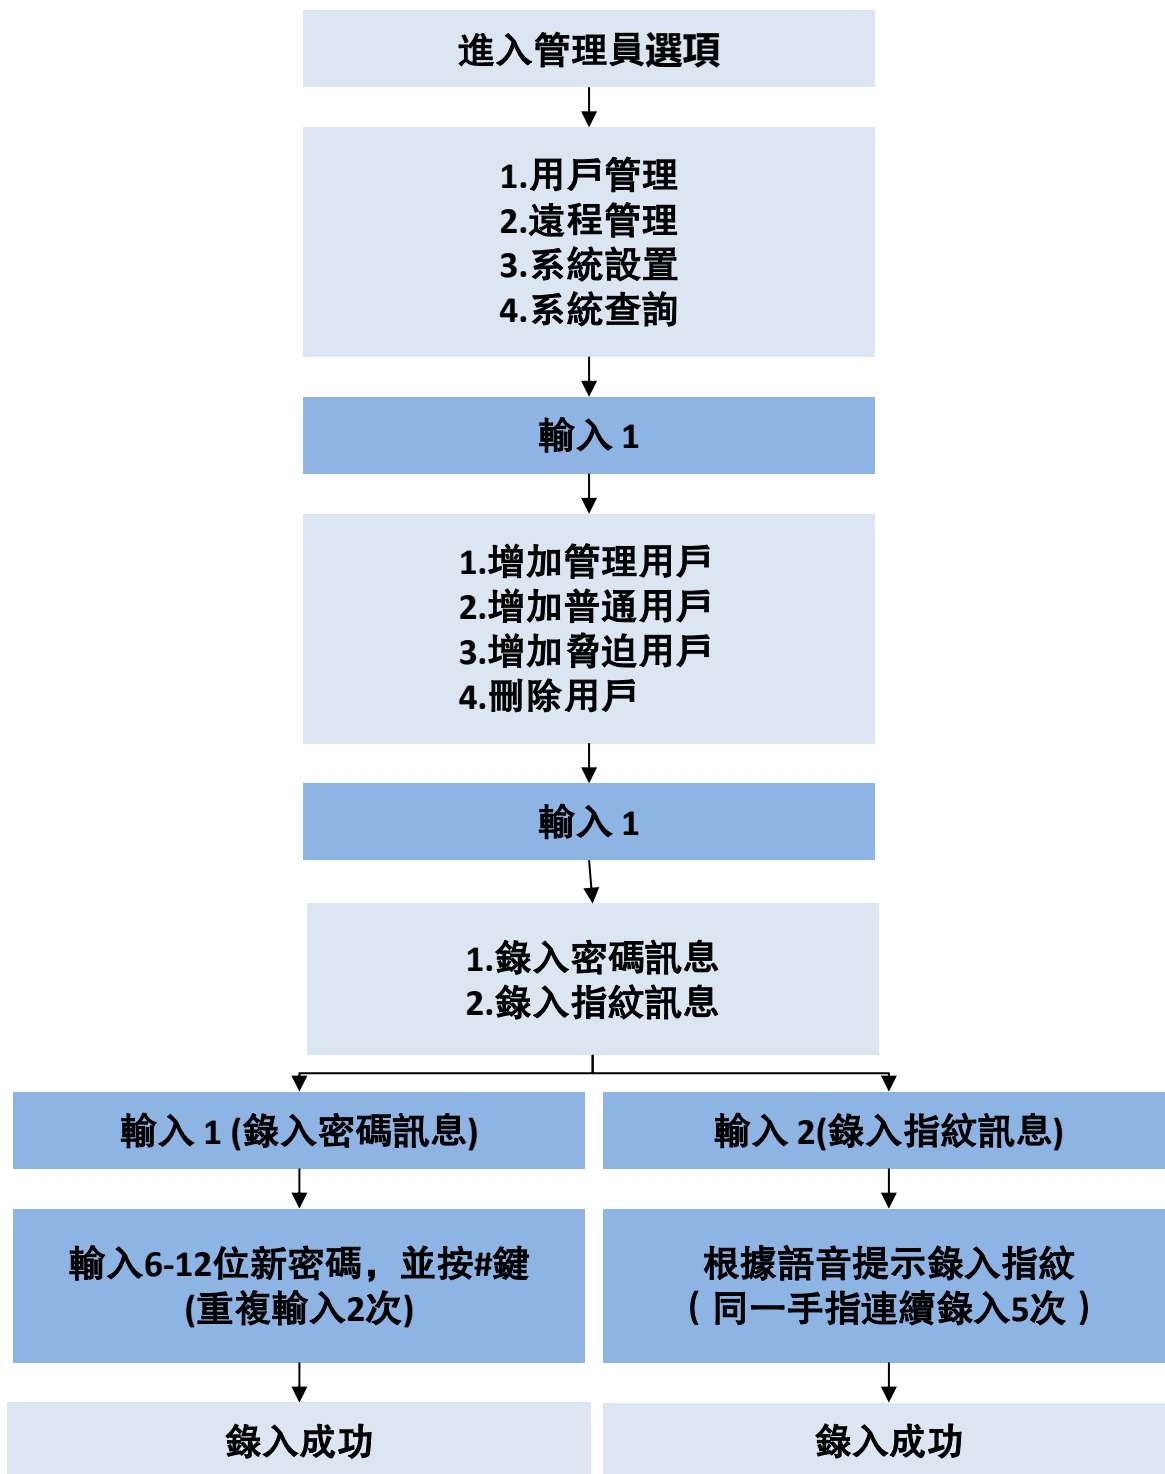 進入管理員選項
1.用戶管理
2.遠程管理
3.系統設置
4.系統查詢
輸入 1
1.增加管理用戶
2.增加普通用戶
3.增加脅迫用戶
4.刪除用戶
輸入 1
1.錄入密碼訊息
2.錄入指紋訊息
輸入 1 (錄入密碼訊息)
輸入 2(錄入指紋訊息)
輸入6-12位新密碼，並按#鍵
(重複輸入2次)
根據語音提示錄入指紋
（ 同一手指連續錄入5次 ）
錄入成功
錄入成功